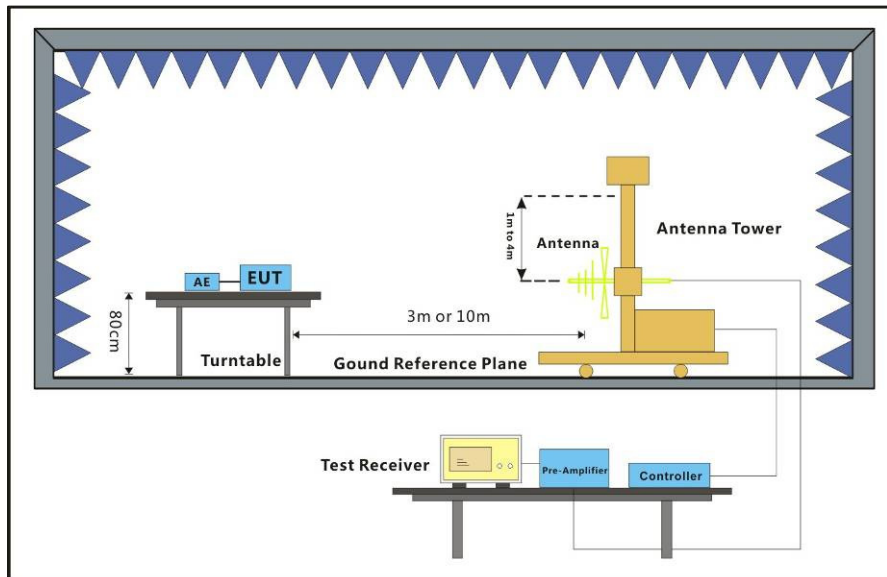 1m to 4m
Antenna
Antenna Tower
AE
EUT
80cm
3m or 10m
Turntable
Gound Reference Plane
Test Receiver
Pre-Amplifier
Controller